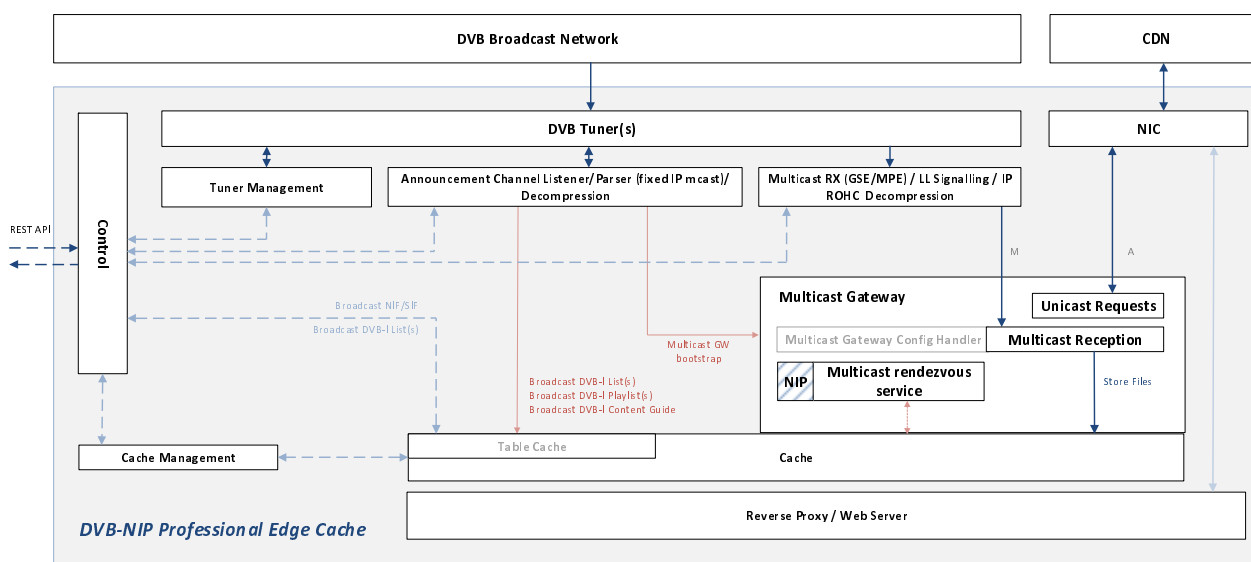 DVB Broadcast Network
CDN
DVB Tuner(s)
NIC
Tuner Management
Announcement Channel Listener/Parser (fixed IP mcast)/
Decompression
Multicast RX (GSE/MPE) / LL Signalling / IP
ROHC Decompression
Control
REST API
M
A
Multicast Gateway
Unicast Requests
Broadcast NIF/SIF
Broadcast DVB-I List(s)
Multicast GW
bootstrap
Multicast Gateway Config Handler
Multicast Reception
NIP
Multicast rendezvous
service
Store Files
Broadcast DVB-I List(s)
Broadcast DVB-I Playlist(s)
Broadcast DVB-I Content Guide
Table Cache
Cache Management
Cache
Reverse Proxy / Web Server
DVB-NIP Professional Edge Cache